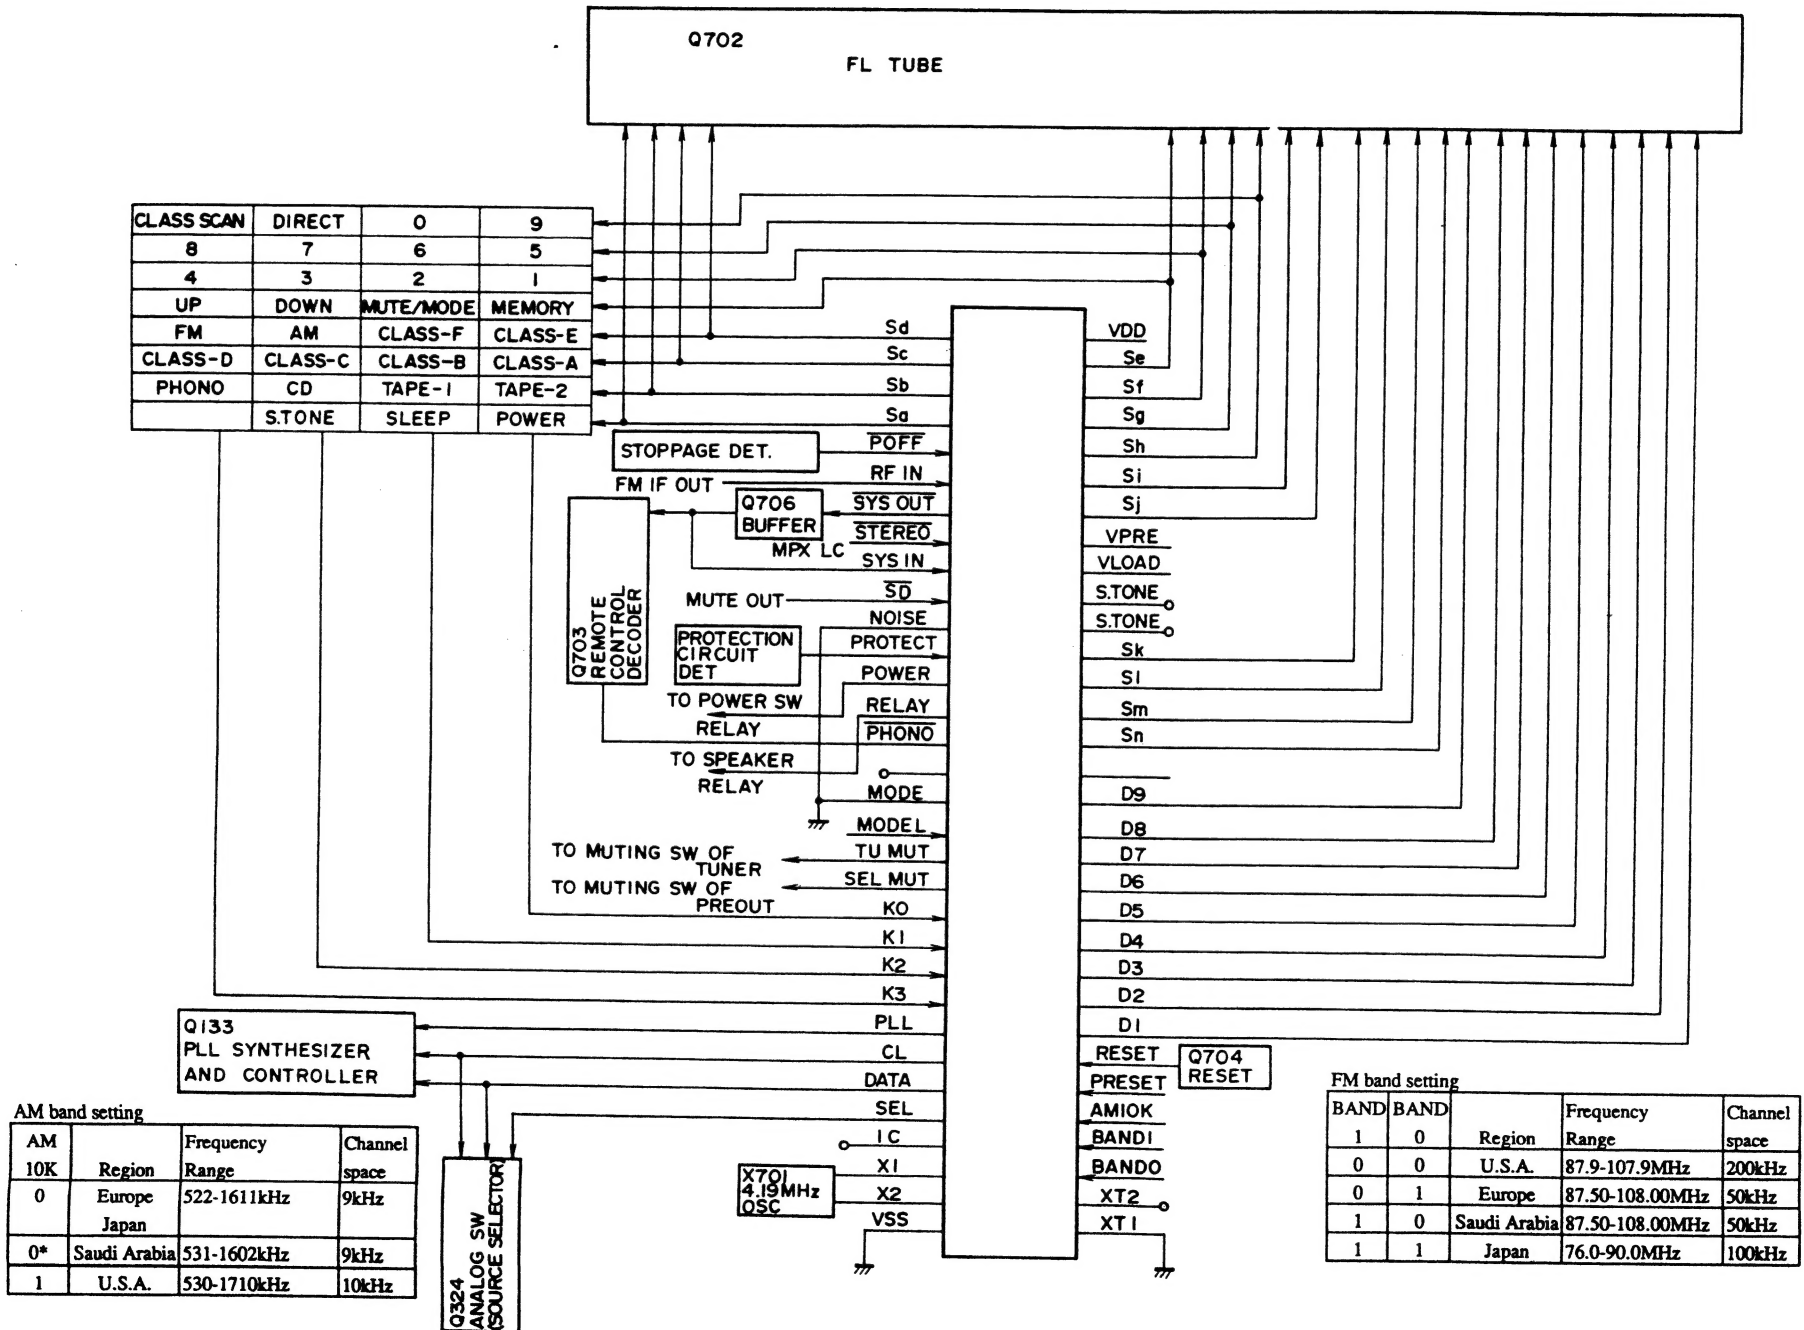 Q702
FL TUBE
CLASS SCAN DIRECT 0 9
8 7 6 5
4 3 2 1
UP DOWN MUTE/MODE MEMORY
FM AM CLASS-F CLASS-E
CLASS-D CLASS-C CLASS-B CLASS-A
PHONO CD TAPE-1 TAPE-2
S.TONE SLEEP POWER
Sd
Sc
Sb
Sa
STOPPAGE DET.
POFF
FM IF OUT
RF IN
Q706
BUFFER
SYS OUT
MPX LC
STEREO
SYS IN
Q703
REMOTE
CONTROL
DECODER
MUTE OUT
SD
NOISE
PROTECTION
CIRCUIT
DET
PROTECT
POWER
TO POWER SW
RELAY
RELAY
PHONO
TO SPEAKER
RELAY
MODE
MODEL
TO MUTING SW OF
TUNER
TU MUT
TO MUTING SW OF
PREOUT
SEL MUT
K0
K1
K2
K3
Q133
PLL SYNTHESIZER
AND CONTROLLER
PLL
CL
DATA
SEL
IC
X701
4.19MHz
OSC
X1
X2
VSS
Q324
ANALOG SW
(SOURCE SELECTOR)
VDD
Se
Sf
Sg
Sh
Si
Sj
VPRE
VLOAD
S.TONE
S.TONE
Sk
Sl
Sm
Sn
D9
D8
D7
D6
D5
D4
D3
D2
D1
RESET
Q704
RESET
PRESET
AM10K
BAND1
BAND0
XT2
XT1
AM band setting
AM Frequency Channel
10K Region Range space
0 Europe 522-1611kHz 9kHz
Japan
0* Saudi Arabia 531-1602kHz 9kHz
1 U.S.A. 530-1710kHz 10kHz
FM band setting
BAND BAND Frequency Channel
1 0 Region Range space
0 0 U.S.A. 87.9-107.9MHz 200kHz
0 1 Europe 87.50-108.00MHz 50kHz
1 0 Saudi Arabia 87.50-108.00MHz 50kHz
1 1 Japan 76.0-90.0MHz 100kHz